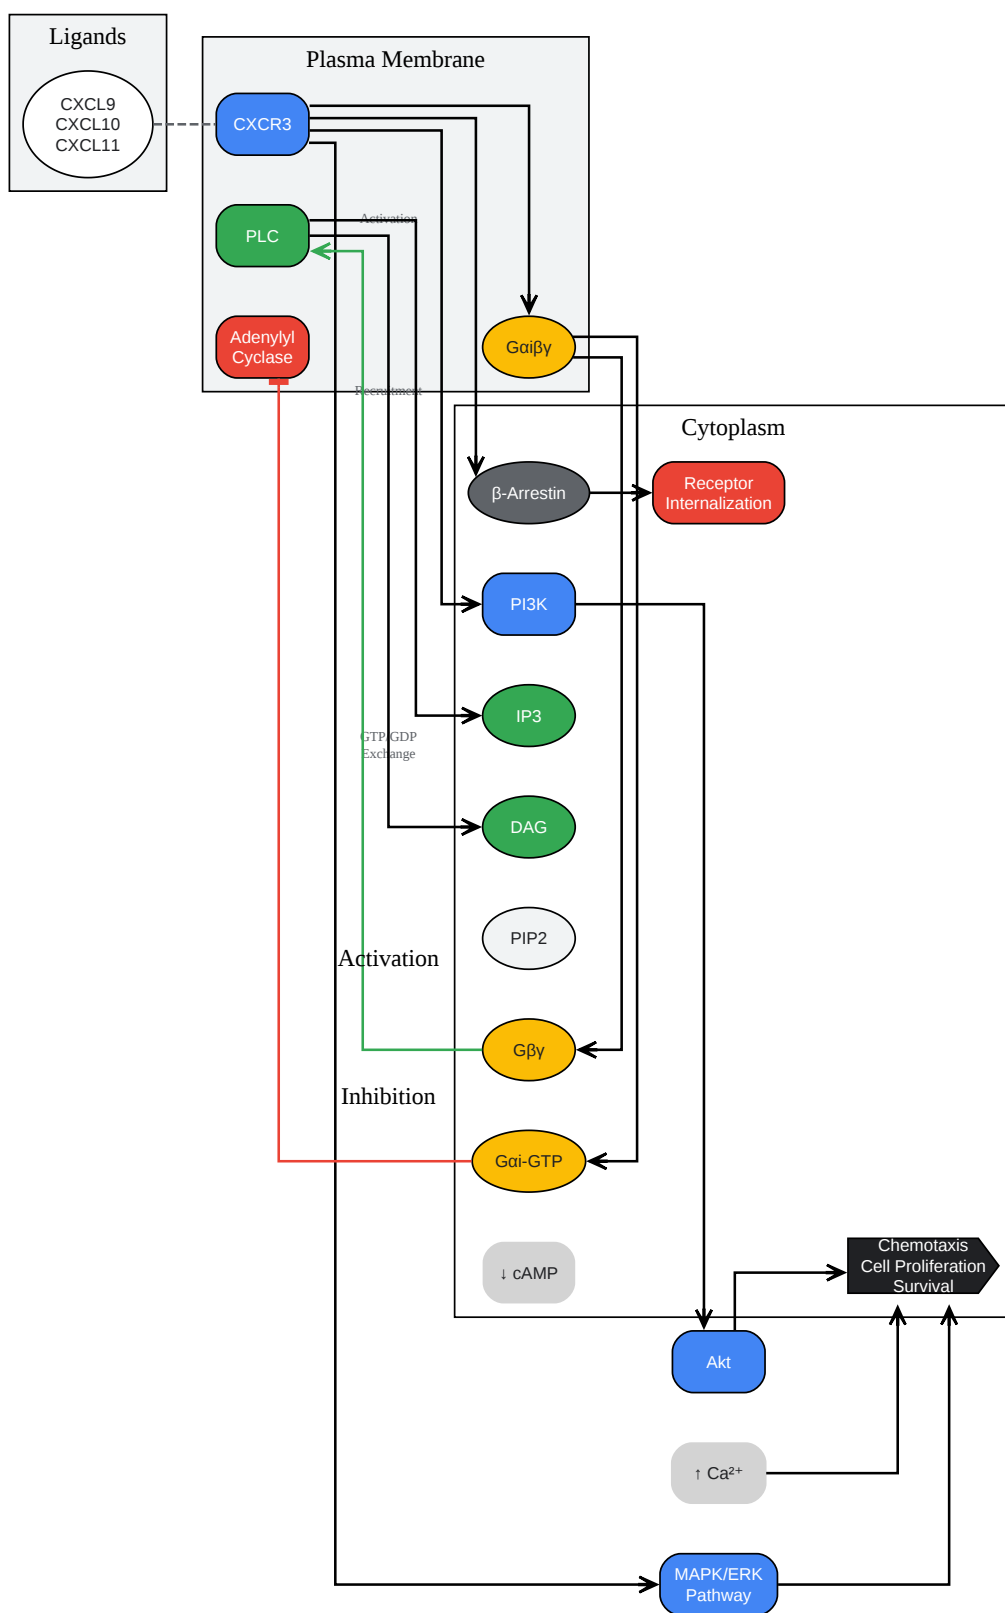 Ligands
CXCL9
CXCL10
CXCL11
Plasma Membrane
CXCR3
Activation
PLC
Adenylyl
Cyclase
Gαiβγ
Recruitment
Cytoplasm
β-Arrestin
Receptor
Internalization
PI3K
IP3
GTP/GDP
Exchange
DAG
PIP2
Activation
Gβγ
Inhibition
Gαi-GTP
↓ cAMP
Chemotaxis
Cell Proliferation
Survival
Akt
↑ Ca²⁺
MAPK/ERK
Pathway